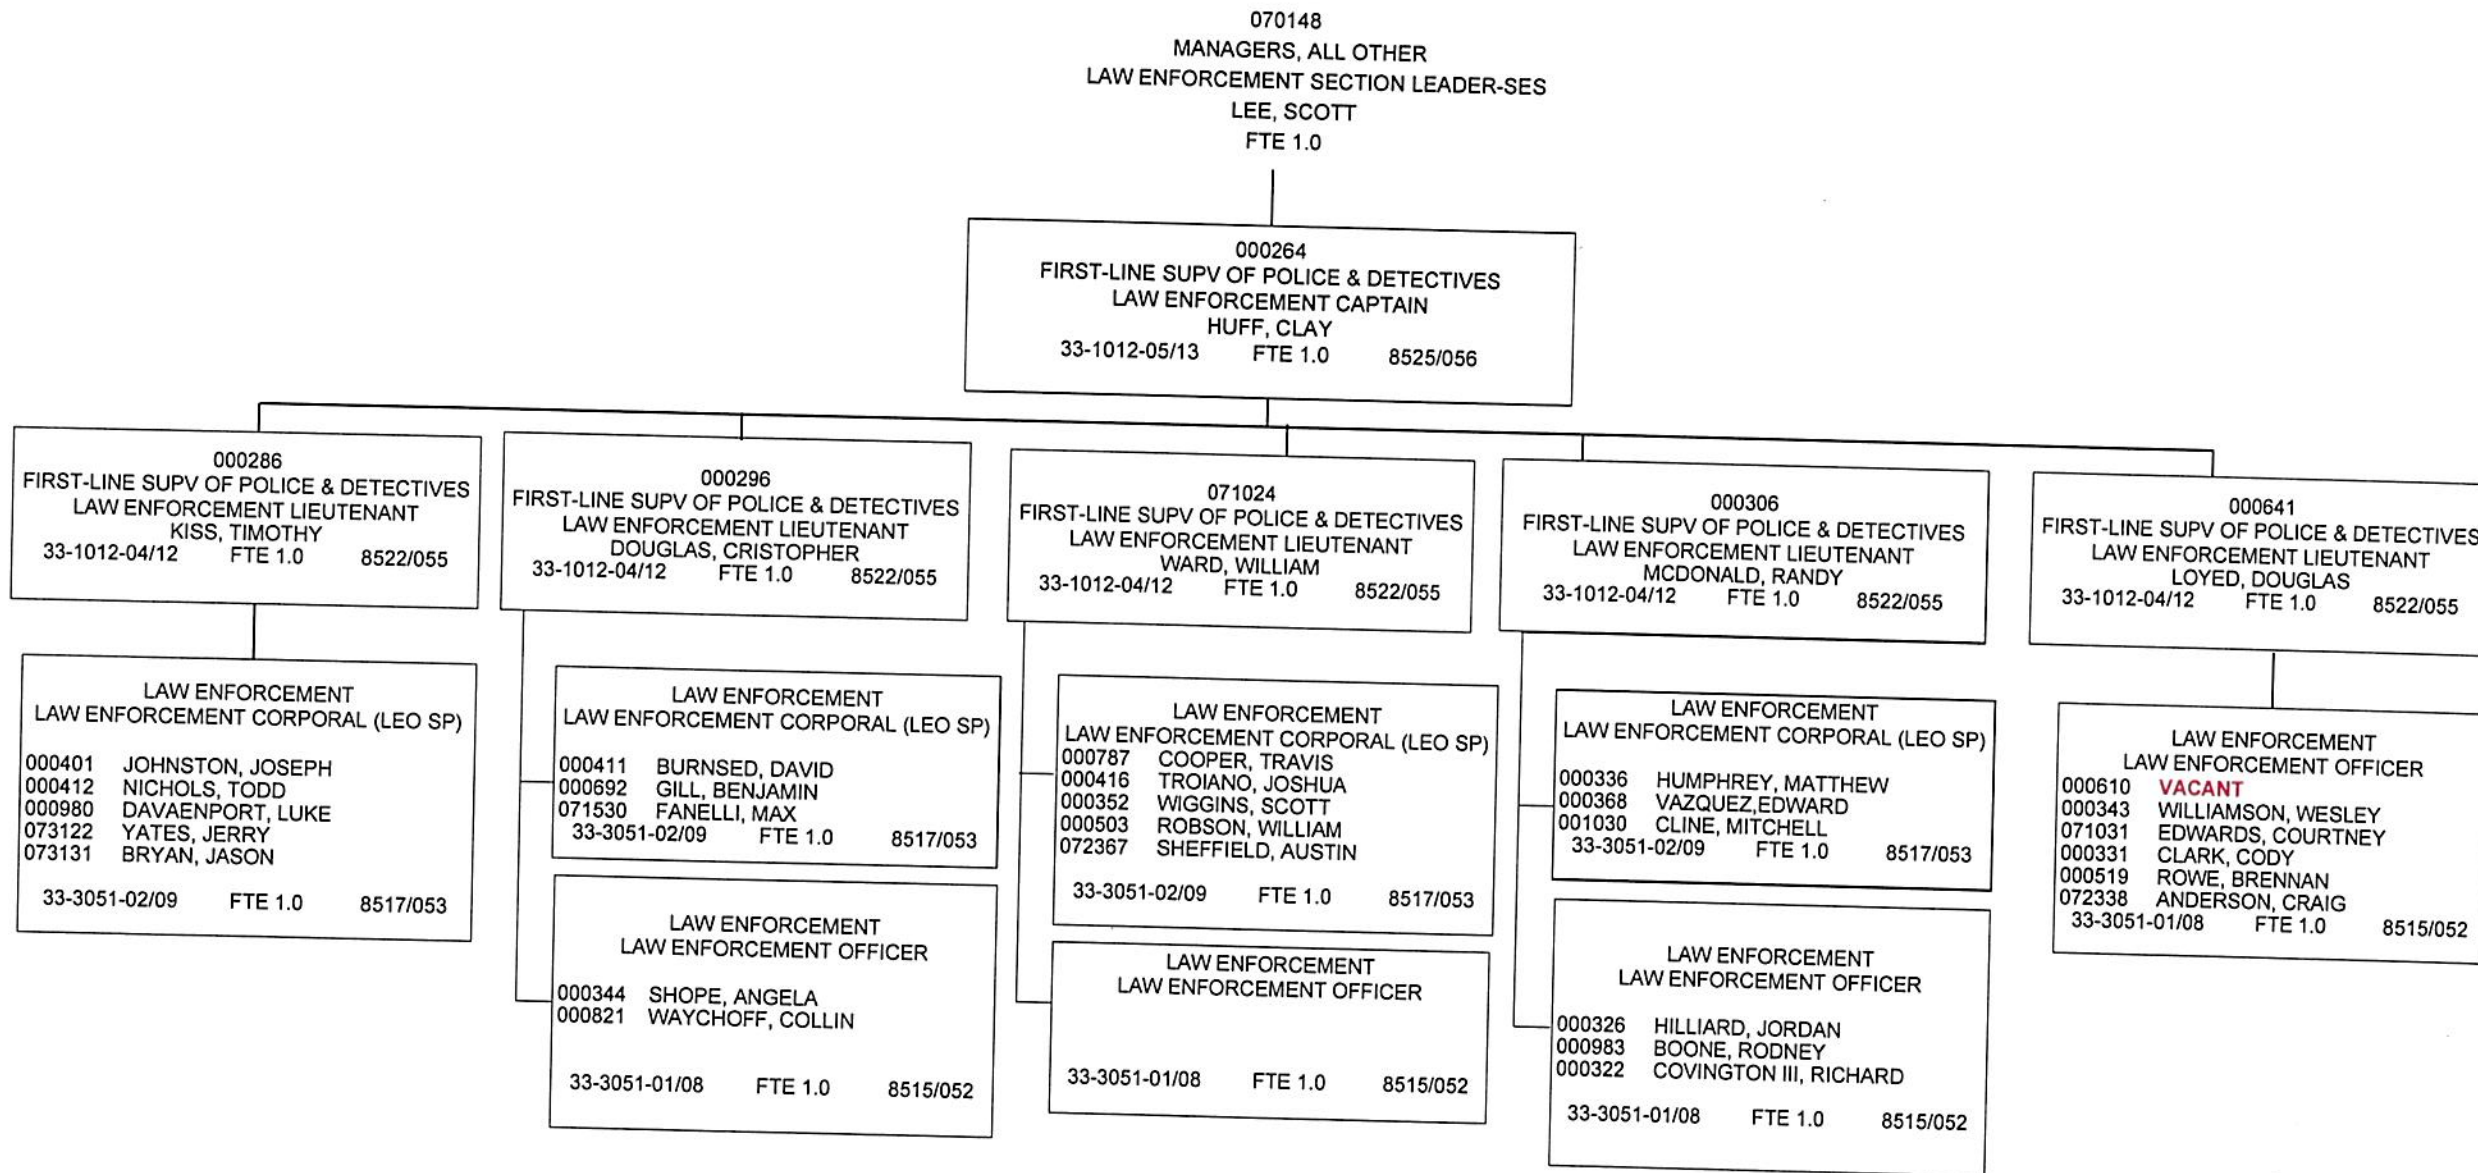 070148
MANAGERS, ALL OTHER
LAW ENFORCEMENT SECTION LEADER-SES
LEE, SCOTT
FTE 1.0
000264
FIRST-LINE SUPV OF POLICE & DETECTIVES
LAW ENFORCEMENT CAPTAIN
HUFF, CLAY
33-1012-05/13 FTE 1.0 8525/056
000286
FIRST-LINE SUPV OF POLICE & DETECTIVES
LAW ENFORCEMENT LIEUTENANT
KISS, TIMOTHY
33-1012-04/12 FTE 1.0 8522/055
000296
FIRST-LINE SUPV OF POLICE & DETECTIVES
LAW ENFORCEMENT LIEUTENANT
DOUGLAS, CRISTOPHER
33-1012-04/12 FTE 1.0 8522/055
071024
FIRST-LINE SUPV OF POLICE & DETECTIVES
LAW ENFORCEMENT LIEUTENANT
WARD, WILLIAM
33-1012-04/12 FTE 1.0 8522/055
000306
FIRST-LINE SUPV OF POLICE & DETECTIVES
LAW ENFORCEMENT LIEUTENANT
MCDONALD, RANDY
33-1012-04/12 FTE 1.0 8522/055
000641
FIRST-LINE SUPV OF POLICE & DETECTIVES
LAW ENFORCEMENT LIEUTENANT
LOYED, DOUGLAS
33-1012-04/12 FTE 1.0 8522/055
LAW ENFORCEMENT
LAW ENFORCEMENT CORPORAL (LEO SP)
000401 JOHNSTON, JOSEPH
000412 NICHOLS, TODD
000980 DAVAENPORT, LUKE
073122 YATES, JERRY
073131 BRYAN, JASON
33-3051-02/09 FTE 1.0 8517/053
LAW ENFORCEMENT
LAW ENFORCEMENT CORPORAL (LEO SP)
000411 BURNSED, DAVID
000692 GILL, BENJAMIN
071530 FANELLI, MAX
33-3051-02/09 FTE 1.0 8517/053
LAW ENFORCEMENT
LAW ENFORCEMENT OFFICER
000344 SHOPE, ANGELA
000821 WAYCHOFF, COLLIN
33-3051-01/08 FTE 1.0 8515/052
LAW ENFORCEMENT
LAW ENFORCEMENT CORPORAL (LEO SP)
000787 COOPER, TRAVIS
000416 TROIANO, JOSHUA
000352 WIGGINS, SCOTT
000503 ROBSON, WILLIAM
072367 SHEFFIELD, AUSTIN
33-3051-02/09 FTE 1.0 8517/053
LAW ENFORCEMENT
LAW ENFORCEMENT OFFICER
33-3051-01/08 FTE 1.0 8515/052
LAW ENFORCEMENT
LAW ENFORCEMENT CORPORAL (LEO SP)
000336 HUMPHREY, MATTHEW
000368 VAZQUEZ,EDWARD
001030 CLINE, MITCHELL
33-3051-02/09 FTE 1.0 8517/053
LAW ENFORCEMENT
LAW ENFORCEMENT OFFICER
000326 HILLIARD, JORDAN
000983 BOONE, RODNEY
000322 COVINGTON III, RICHARD
33-3051-01/08 FTE 1.0 8515/052
LAW ENFORCEMENT
LAW ENFORCEMENT OFFICER
000610 VACANT
000343 WILLIAMSON, WESLEY
071031 EDWARDS, COURTNEY
000331 CLARK, CODY
000519 ROWE, BRENNAN
072338 ANDERSON, CRAIG
33-3051-01/08 FTE 1.0 8515/052